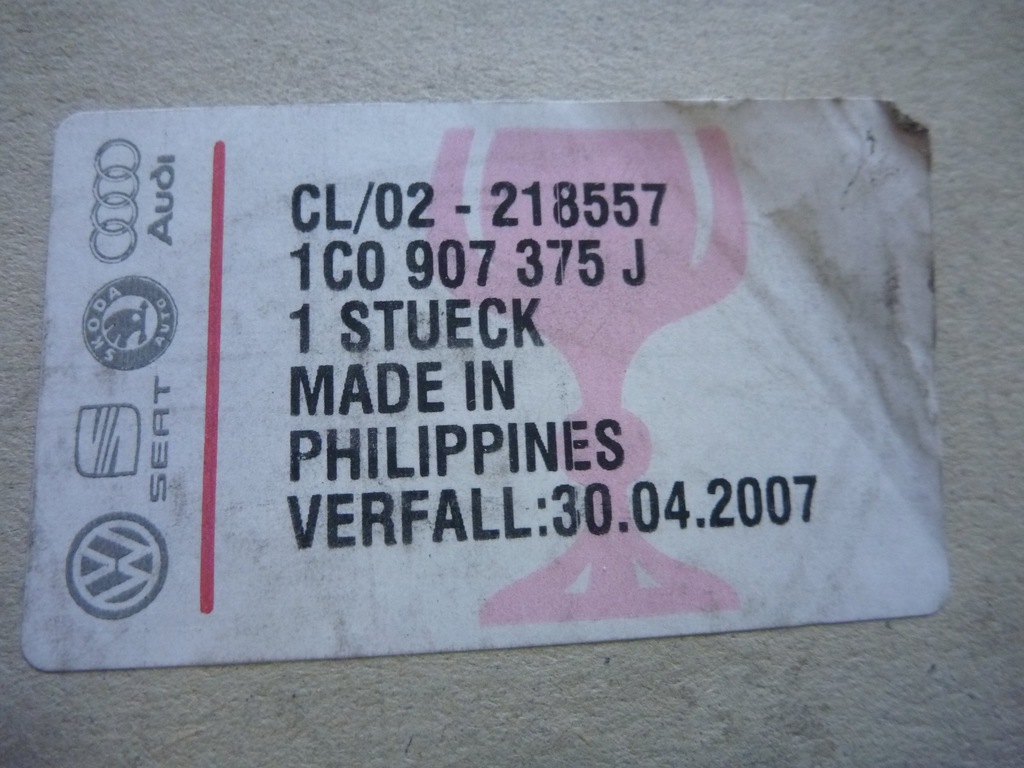 CL/02 - 218557
1C0 907 375 J
1 STUECK
MADE IN
PHILIPPINES
VERFALL:30.04.2007
Audi
SKODA AUTO
SEAT
VW